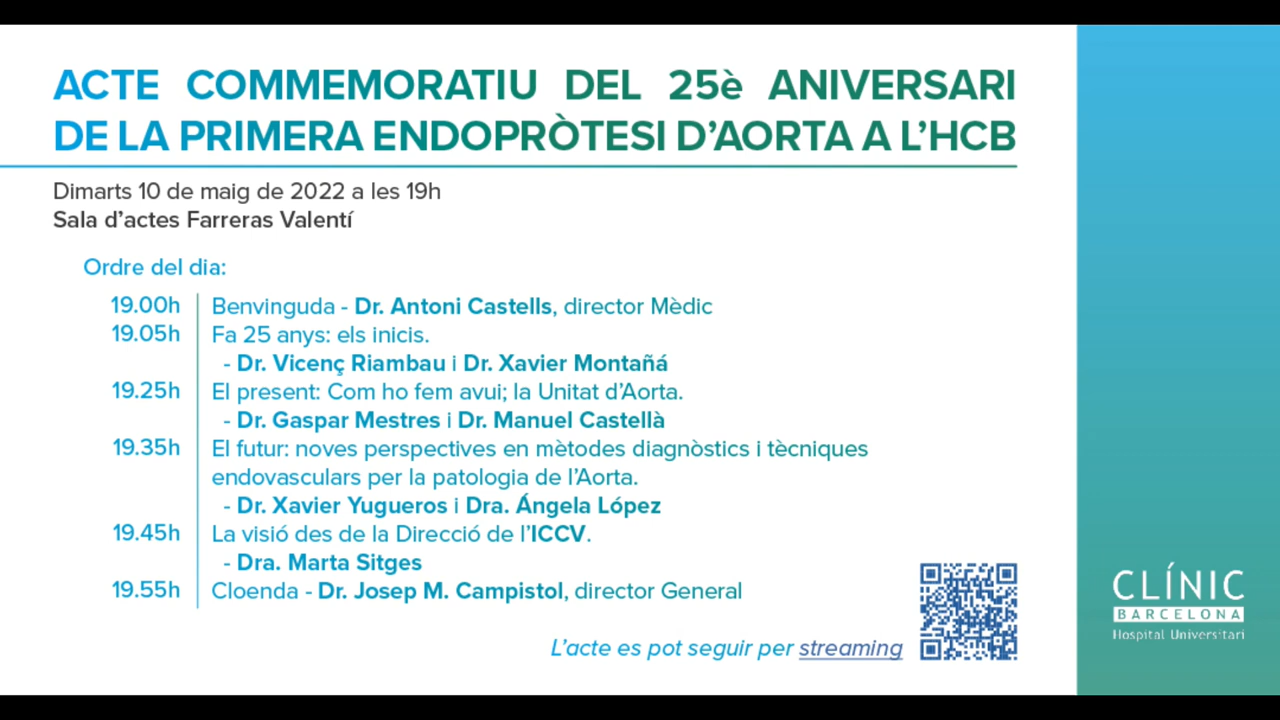 ACTE COMMEMORATIU DEL 25è ANIVERSARI
DE LA PRIMERA ENDOPRÒTESI D’AORTA A L’HCB
Dimarts 10 de maig de 2022 a les 19h
Sala d’actes Farreras Valentí
Ordre del dia:
19.00h Benvinguda - Dr. Antoni Castells, director Mèdic
19.05h Fa 25 anys: els inicis.
- Dr. Vicenç Riambau i Dr. Xavier Montañá
19.25h El present: Com ho fem avui; la Unitat d’Aorta.
- Dr. Gaspar Mestres i Dr. Manuel Castellà
19.35h El futur: noves perspectives en mètodes diagnòstics i tècniques
endovasculars per la patologia de l’Aorta.
- Dr. Xavier Yugueros i Dra. Ángela López
19.45h La visió des de la Direcció de l’ICCV.
- Dra. Marta Sitges
19.55h Cloenda - Dr. Josep M. Campistol, director General
L’acte es pot seguir per streaming
CLÍNIC
BARCELONA
Hospital Universitari